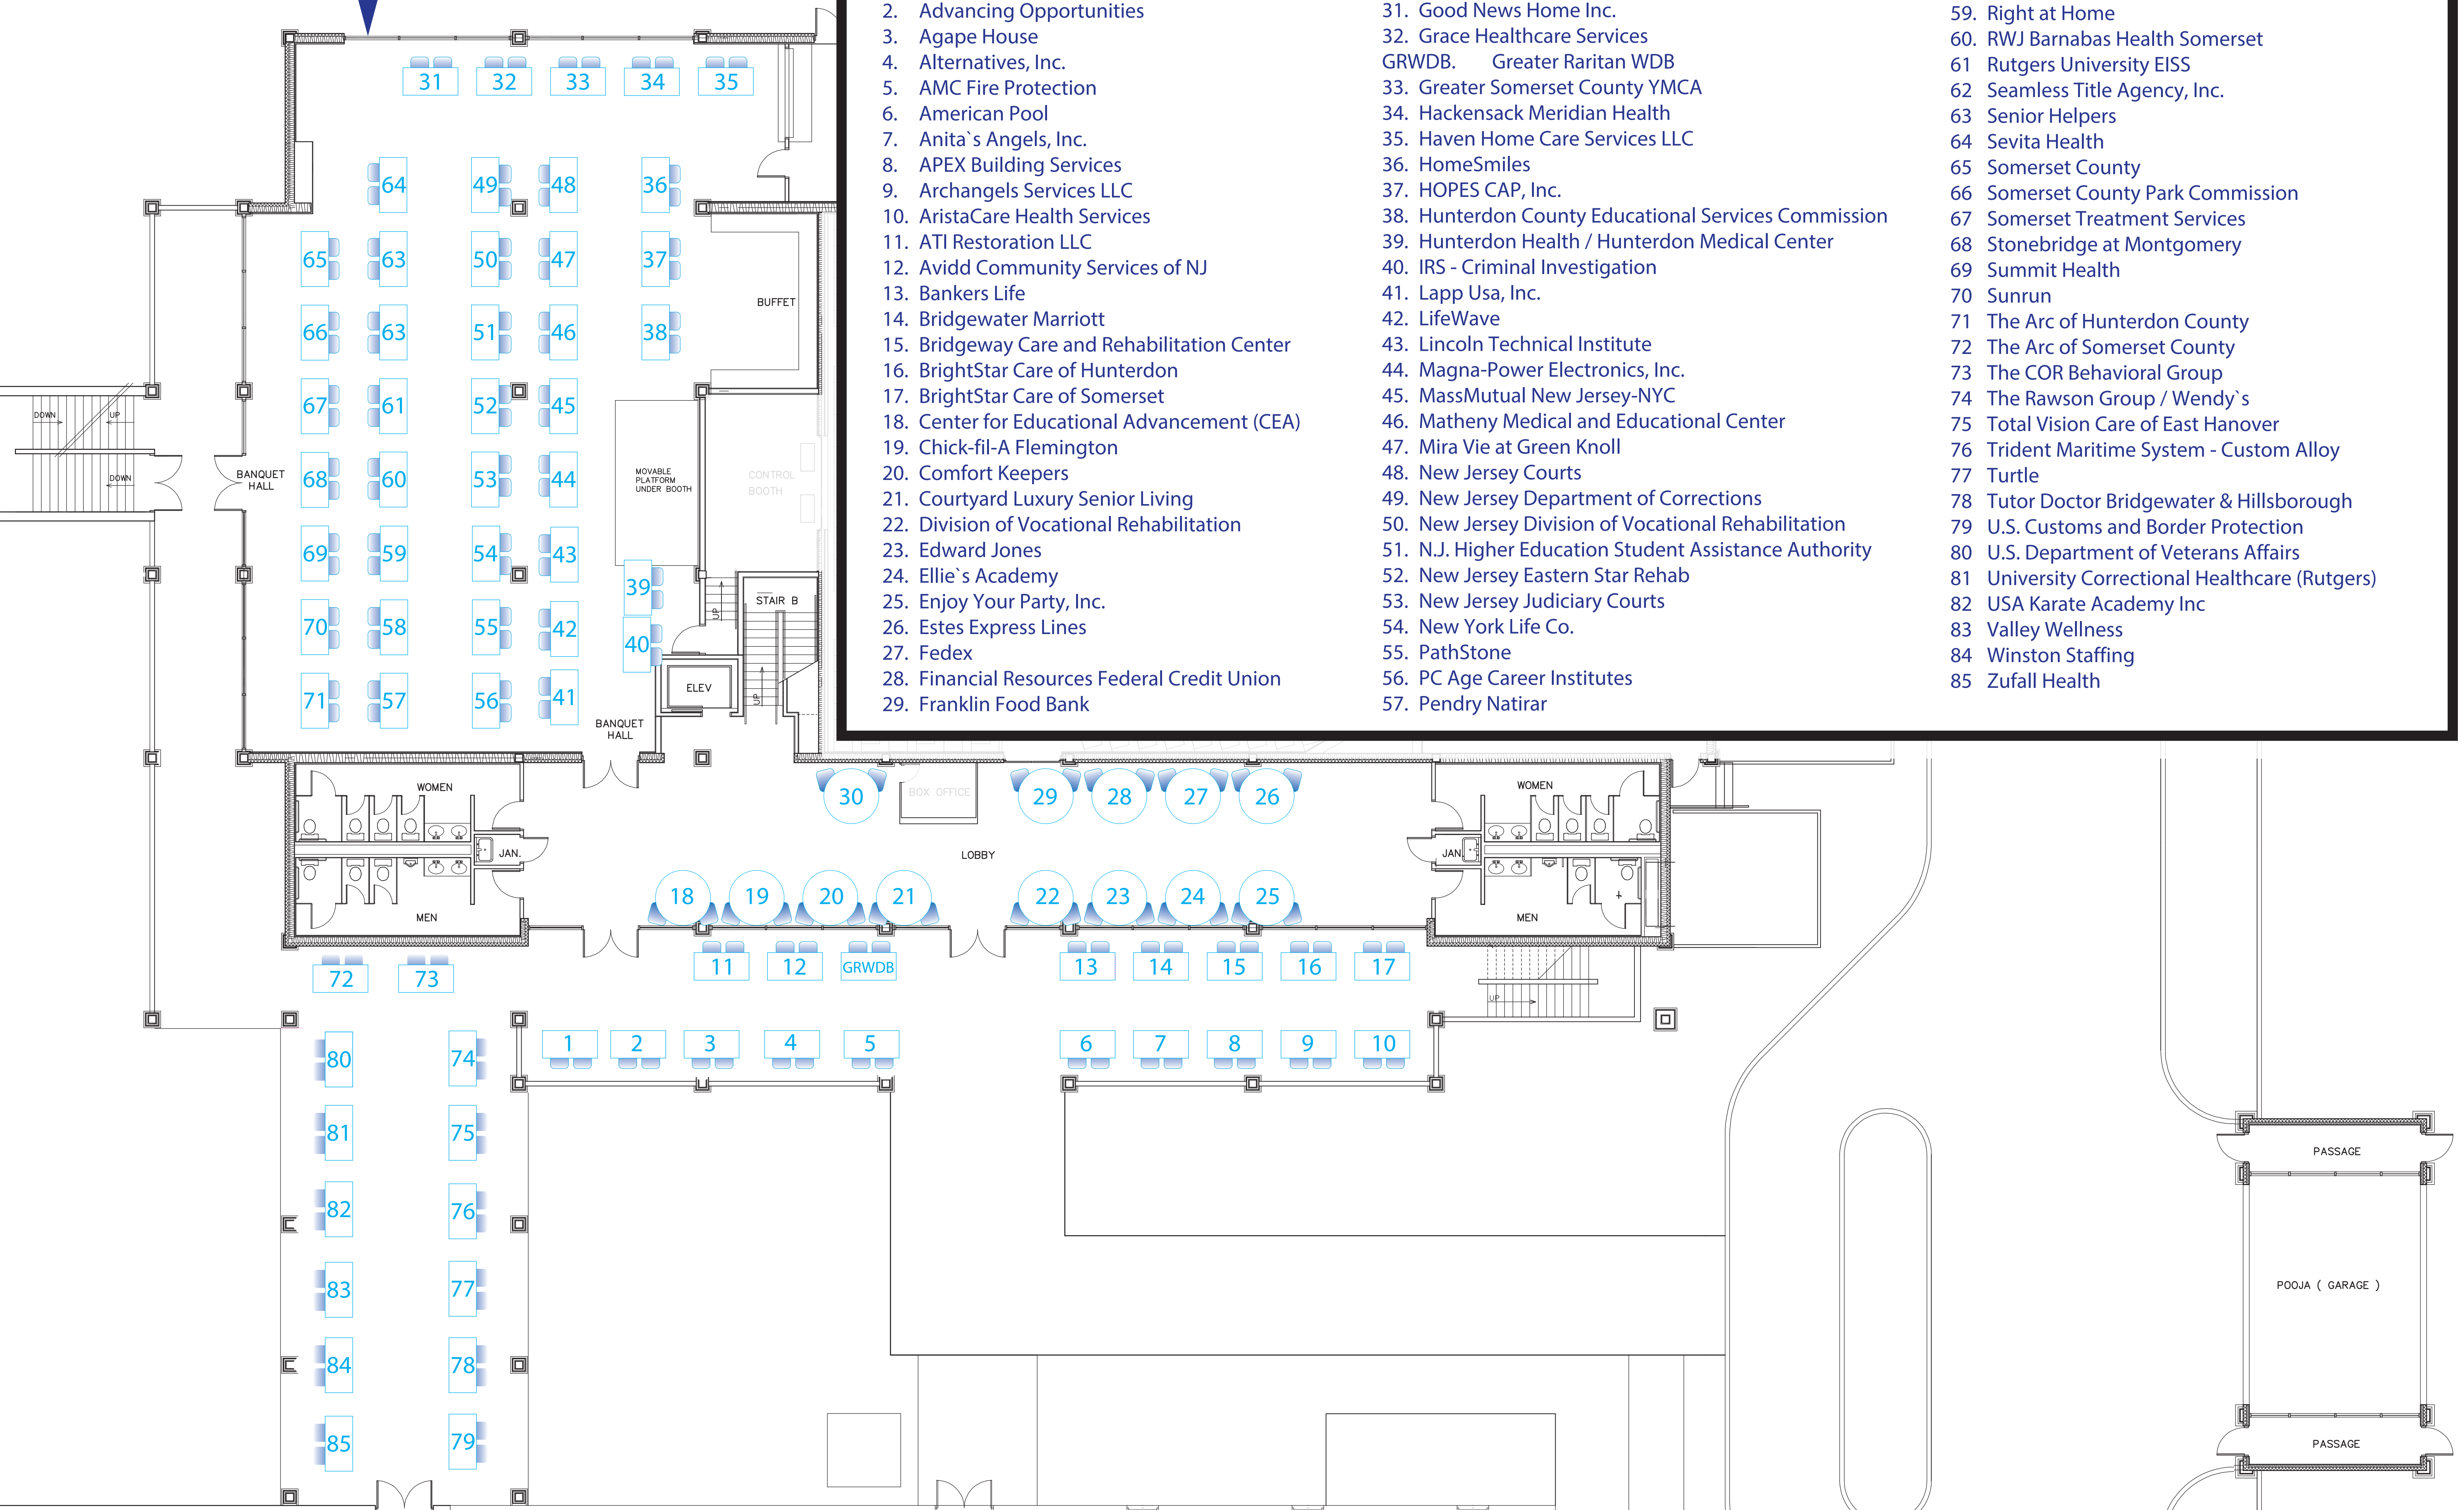 2. Advancing Opportunities
3. Agape House
4. Alternatives, Inc.
5. AMC Fire Protection
6. American Pool
7. Anita`s Angels, Inc.
8. APEX Building Services
9. Archangels Services LLC
10. AristaCare Health Services
11. ATI Restoration LLC
12. Avidd Community Services of NJ
13. Bankers Life
14. Bridgewater Marriott
15. Bridgeway Care and Rehabilitation Center
16. BrightStar Care of Hunterdon
17. BrightStar Care of Somerset
18. Center for Educational Advancement (CEA)
19. Chick-fil-A Flemington
20. Comfort Keepers
21. Courtyard Luxury Senior Living
22. Division of Vocational Rehabilitation
23. Edward Jones
24. Ellie`s Academy
25. Enjoy Your Party, Inc.
26. Estes Express Lines
27. Fedex
28. Financial Resources Federal Credit Union
29. Franklin Food Bank
31. Good News Home Inc.
32. Grace Healthcare Services
GRWDB. Greater Raritan WDB
33. Greater Somerset County YMCA
34. Hackensack Meridian Health
35. Haven Home Care Services LLC
36. HomeSmiles
37. HOPES CAP, Inc.
38. Hunterdon County Educational Services Commission
39. Hunterdon Health / Hunterdon Medical Center
40. IRS - Criminal Investigation
41. Lapp Usa, Inc.
42. LifeWave
43. Lincoln Technical Institute
44. Magna-Power Electronics, Inc.
45. MassMutual New Jersey-NYC
46. Matheny Medical and Educational Center
47. Mira Vie at Green Knoll
48. New Jersey Courts
49. New Jersey Department of Corrections
50. New Jersey Division of Vocational Rehabilitation
51. N.J. Higher Education Student Assistance Authority
52. New Jersey Eastern Star Rehab
53. New Jersey Judiciary Courts
54. New York Life Co.
55. PathStone
56. PC Age Career Institutes
57. Pendry Natirar
59. Right at Home
60. RWJ Barnabas Health Somerset
61 Rutgers University EISS
62 Seamless Title Agency, Inc.
63 Senior Helpers
64 Sevita Health
65 Somerset County
66 Somerset County Park Commission
67 Somerset Treatment Services
68 Stonebridge at Montgomery
69 Summit Health
70 Sunrun
71 The Arc of Hunterdon County
72 The Arc of Somerset County
73 The COR Behavioral Group
74 The Rawson Group / Wendy`s
75 Total Vision Care of East Hanover
76 Trident Maritime System - Custom Alloy
77 Turtle
78 Tutor Doctor Bridgewater & Hillsborough
79 U.S. Customs and Border Protection
80 U.S. Department of Veterans Affairs
81 University Correctional Healthcare (Rutgers)
82 USA Karate Academy Inc
83 Valley Wellness
84 Winston Staffing
85 Zufall Health
31 32 33 34 35
64 49 48 36
65 63 50 47 37
BUFFET
66 63 51 46 38
67 61 52 45
DOWN UP
DOWN
BANQUET
HALL
68 60 53 44
MOVABLE
PLATFORM
UNDER BOOTH
CONTROL
BOOTH
69 59 54 43
39
UP
STAIR B
70 58 55 42
40
ELEV
UP
71 57 56 41
BANQUET
HALL
WOMEN
30
BOX OFFICE
29 28 27 26
WOMEN
JAN.
LOBBY
JAN.
18 19 20 21 22 23 24 25
MEN
MEN
72 73
11 12 GRWDB 13 14 15 16 17
UP
1 2 3 4 5 6 7 8 9 10
80 74
81 75
82 76
83 77
84 78
85 79
PASSAGE
POOJA ( GARAGE )
PASSAGE